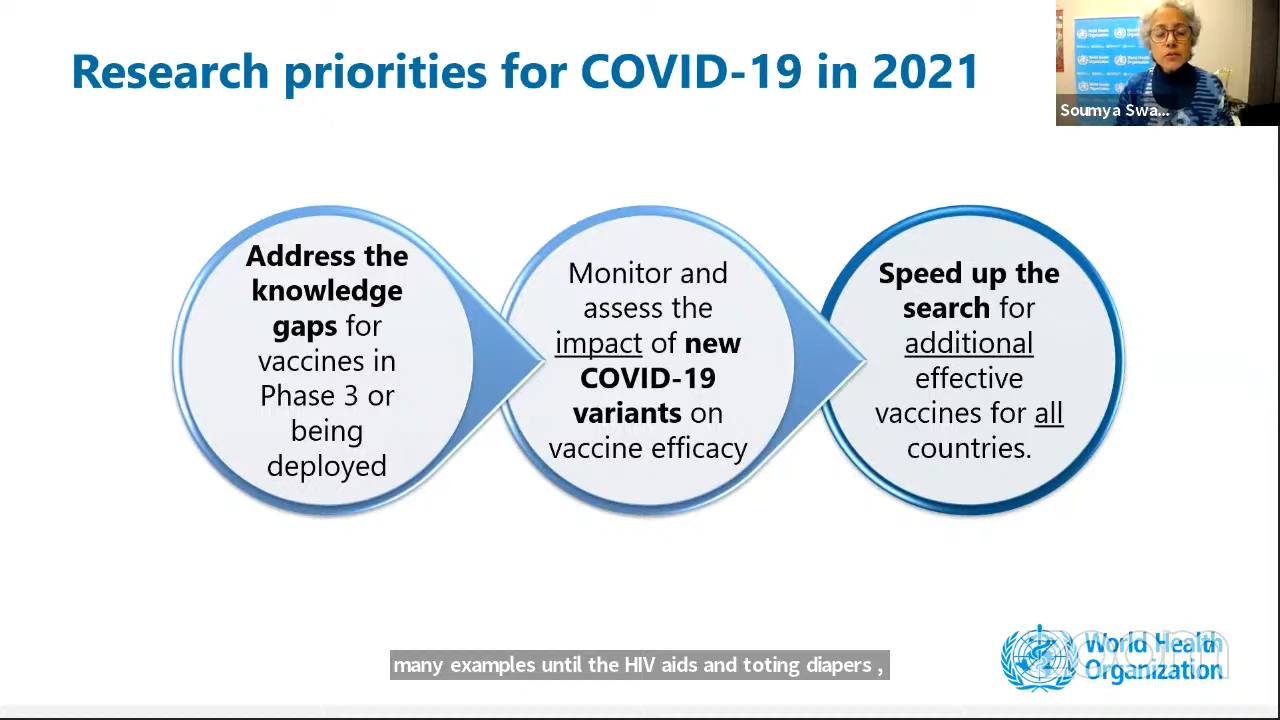 Research priorities for COVID-19 in 2021
Soumya Swa...
Address the
knowledge
gaps for
vaccines in
Phase 3 or
being
deployed
Monitor and
assess the
impact of new
COVID-19
variants on
vaccine efficacy
Speed up the
search for
additional
effective
vaccines for all
countries.
World Health
Organization
zoom
many examples until the HIV aids and toting diapers ,